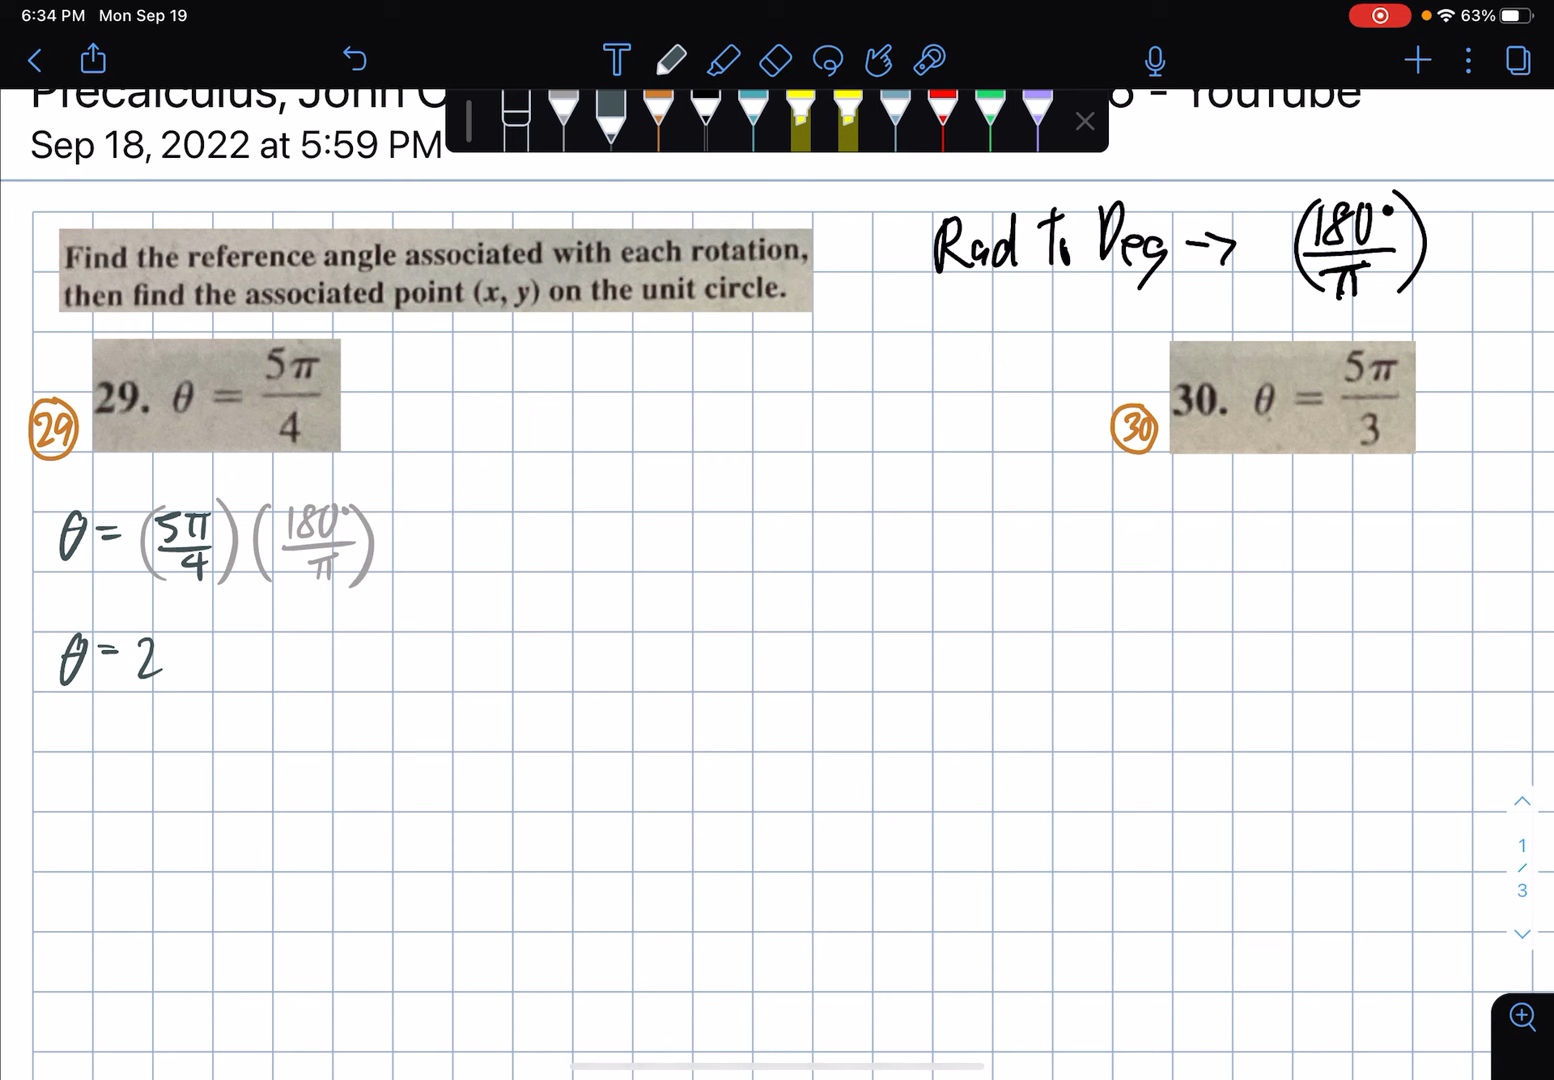 6:34 PM Mon Sep 19
63%
T
Precalculus, John C
- YouTube
Sep 18, 2022 at 5:59 PM
Rad To Deg -> (180°/π)
Find the reference angle associated with each rotation,
then find the associated point (x, y) on the unit circle.
29 29. θ = 5π/4
30 30. θ = 5π/3
θ = (5π/4)(180°/π)
θ = 2
1
/
3